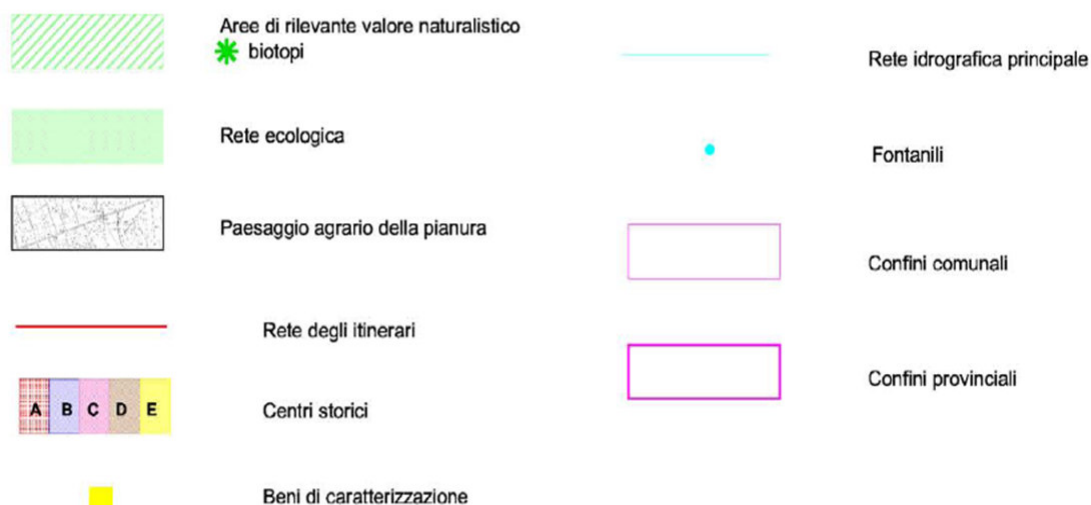 Aree di rilevante valore naturalistico
biotopi
Rete ecologica
Paesaggio agrario della pianura
Rete degli itinerari
A B C D E
Centri storici
Beni di caratterizzazione
Rete idrografica principale
Fontanili
Confini comunali
Confini provinciali